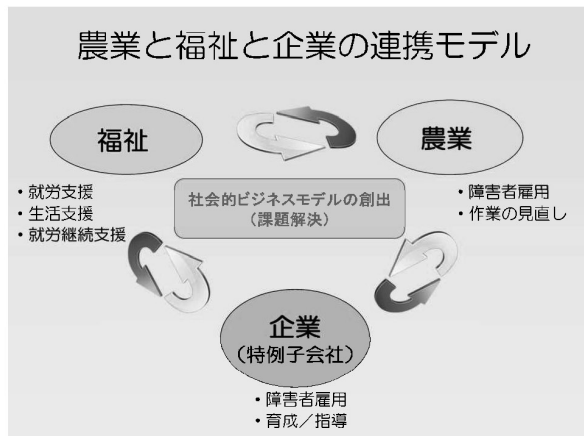 農業と福祉と企業の連携モデル
福祉
農業
・就労支援
・生活支援
・就労継続支援
社会的ビジネスモデルの創出
（課題解決）
・障害者雇用
・作業の見直し
企業
（特例子会社）
・障害者雇用
・育成／指導